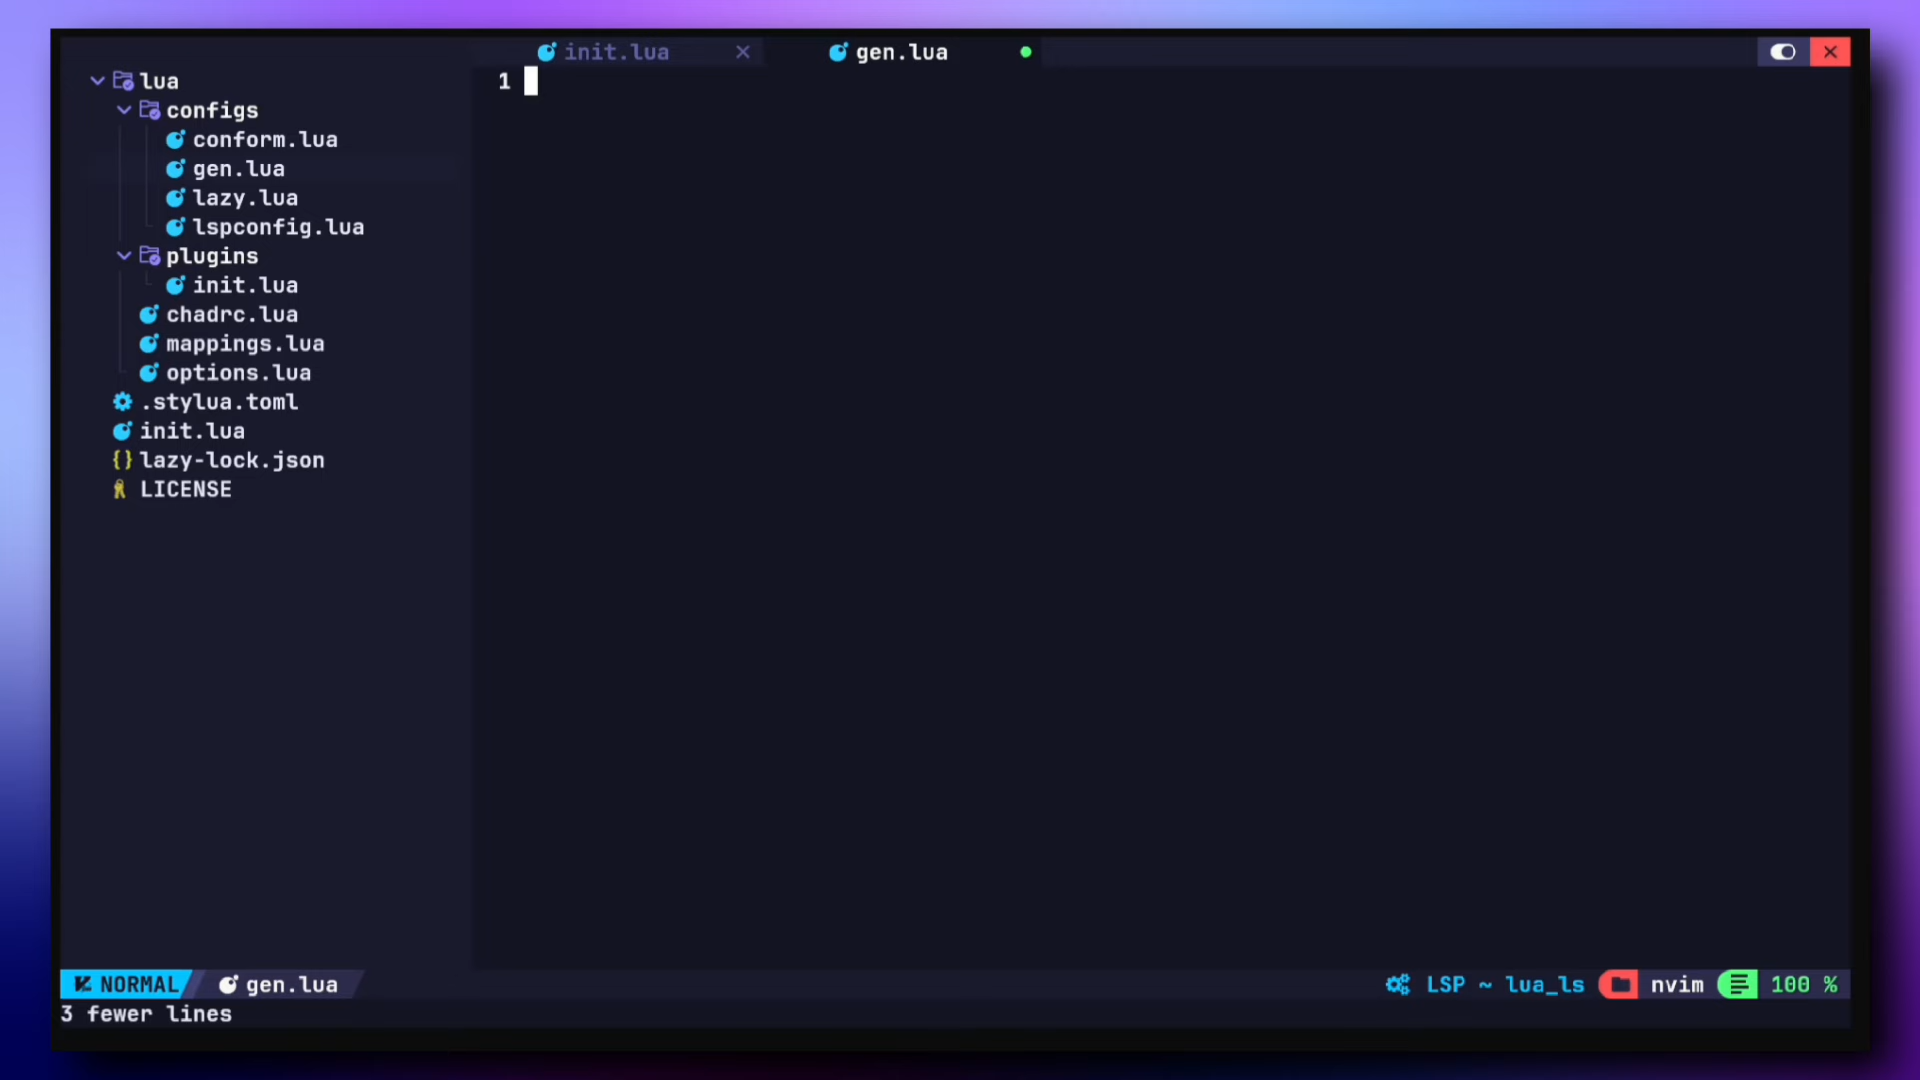 init.lua
gen.lua
lua
configs
conform.lua
gen.lua
lazy.lua
lspconfig.lua
plugins
init.lua
chadrc.lua
mappings.lua
options.lua
.stylua.toml
init.lua
{} lazy-lock.json
LICENSE
1
NORMAL gen.lua LSP ~ lua_ls nvim 100 %
3 fewer lines